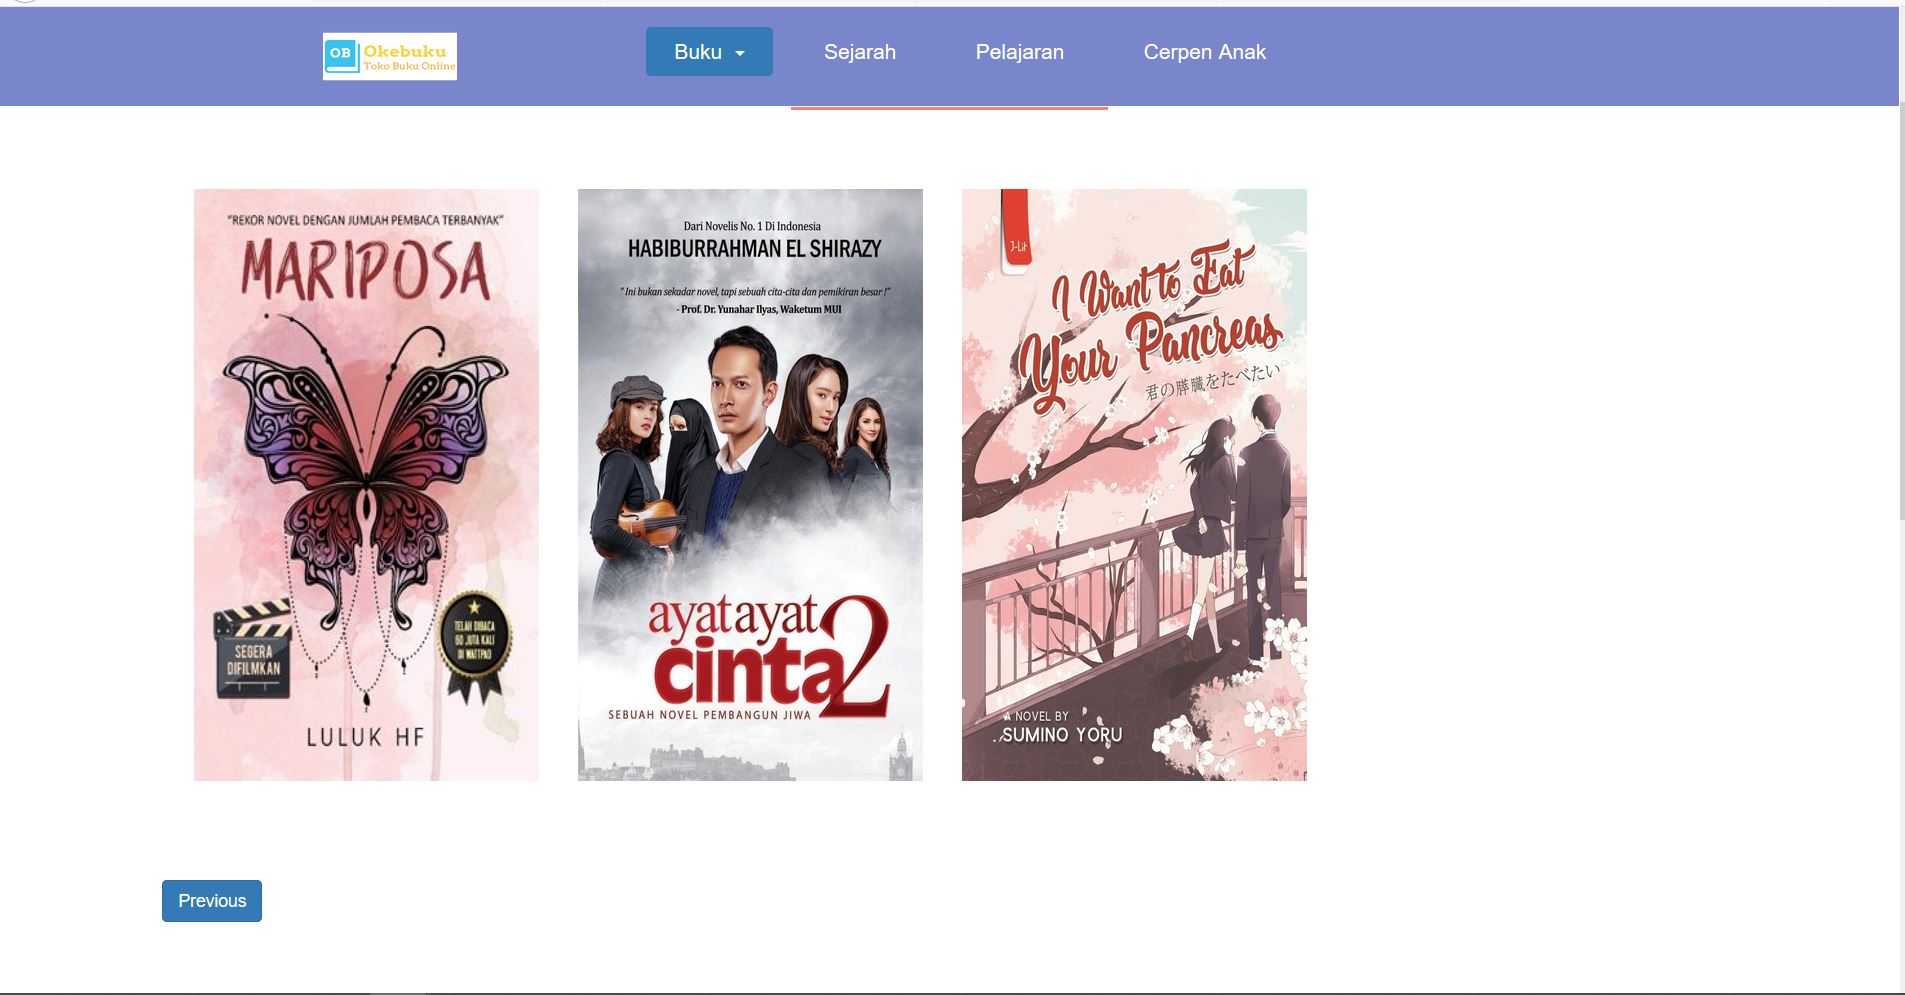 OB Okebuku
Toko Buku Online
Buku
Sejarah
Pelajaran
Cerpen Anak
"REKOR NOVEL DENGAN JUMLAH PEMBACA TERBANYAK"
MARIPOSA
SEGERA
DIFILMKAN
TELAH DIBACA
60 JUTA KALI
DI WATTPAD
LULUK HF
Dari Novelis No. 1 Di Indonesia
HABIBURRAHMAN EL SHIRAZY
"Ini bukan sekadar novel, tapi sebuah cita-cita dan pemikiran besar!"
- Prof. Dr. Yunahar Ilyas, Waketum MUI
ayat ayat
cinta 2
SEBUAH NOVEL PEMBANGUN JIWA
J-Lit
I Want to Eat
Your Pancreas
君の膵臓をたべたい
A NOVEL BY
SUMINO YORU
Previous